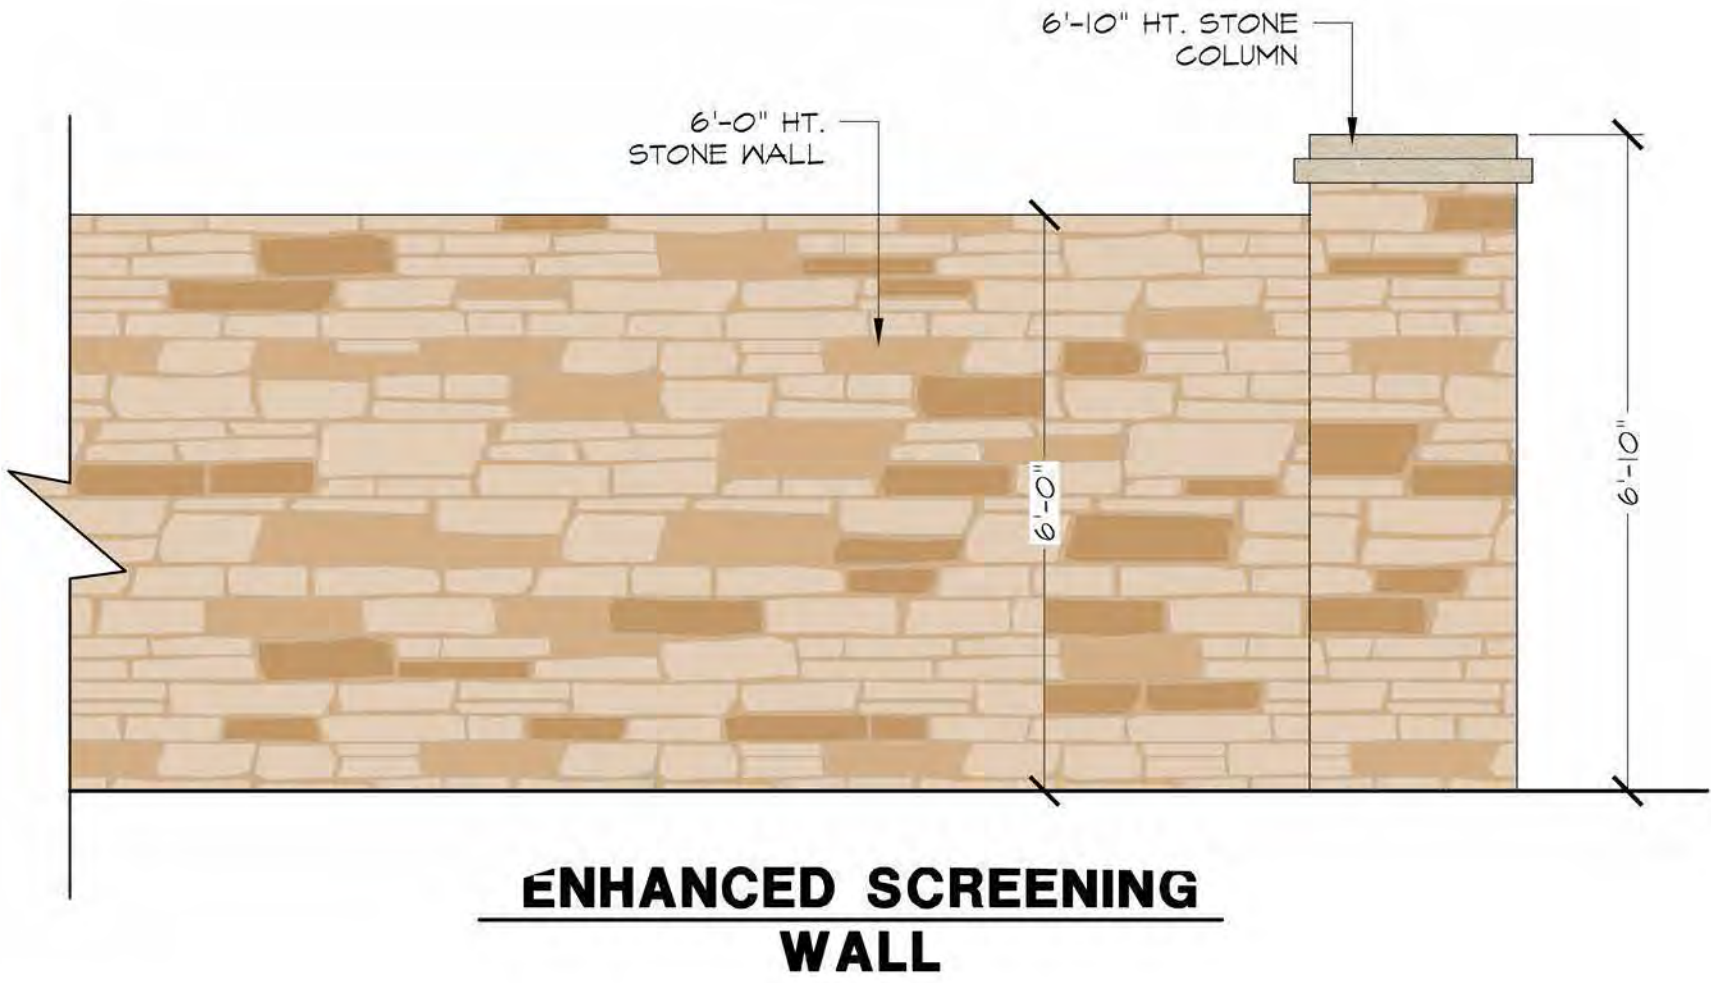 6'-10" HT. STONE
COLUMN
6'-0" HT.
STONE WALL
6'-0"
6'-10"
ENHANCED SCREENING
WALL